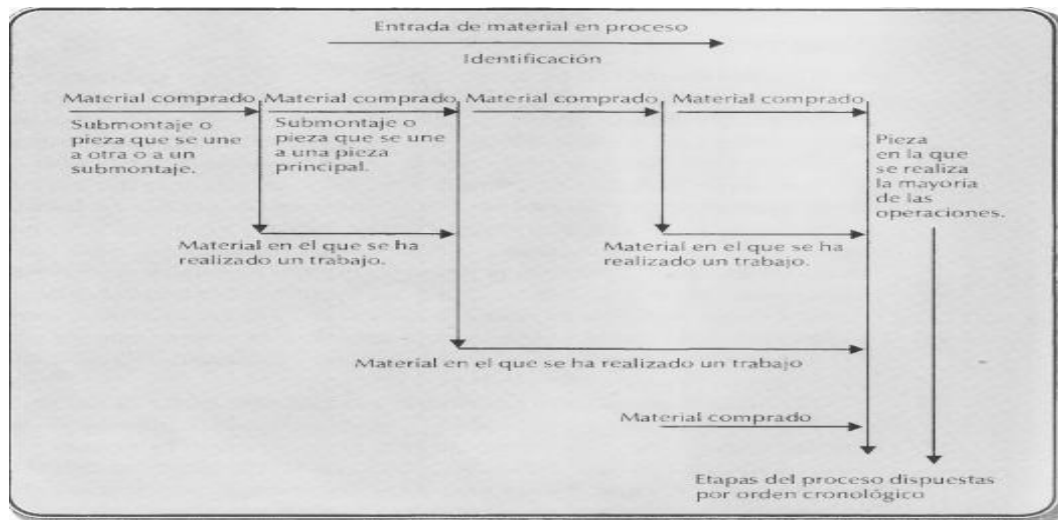 Entrada de material en proceso
Identificación
Material comprado
Material comprado
Material comprado
Material comprado
Submontaje o
pieza que se une
a otra o a un
submontaje.
Submontaje o
pieza que se une
a una pieza
principal.
Pieza
en la que
se realiza
la mayoria
de las
operaciones.
Material en el que se ha
realizado un trabajo.
Material en el que se ha
realizado un trabajo.
Material en el que se ha realizado un trabajo
Material comprado
Etapas del proceso dispuestas
por orden cronológico